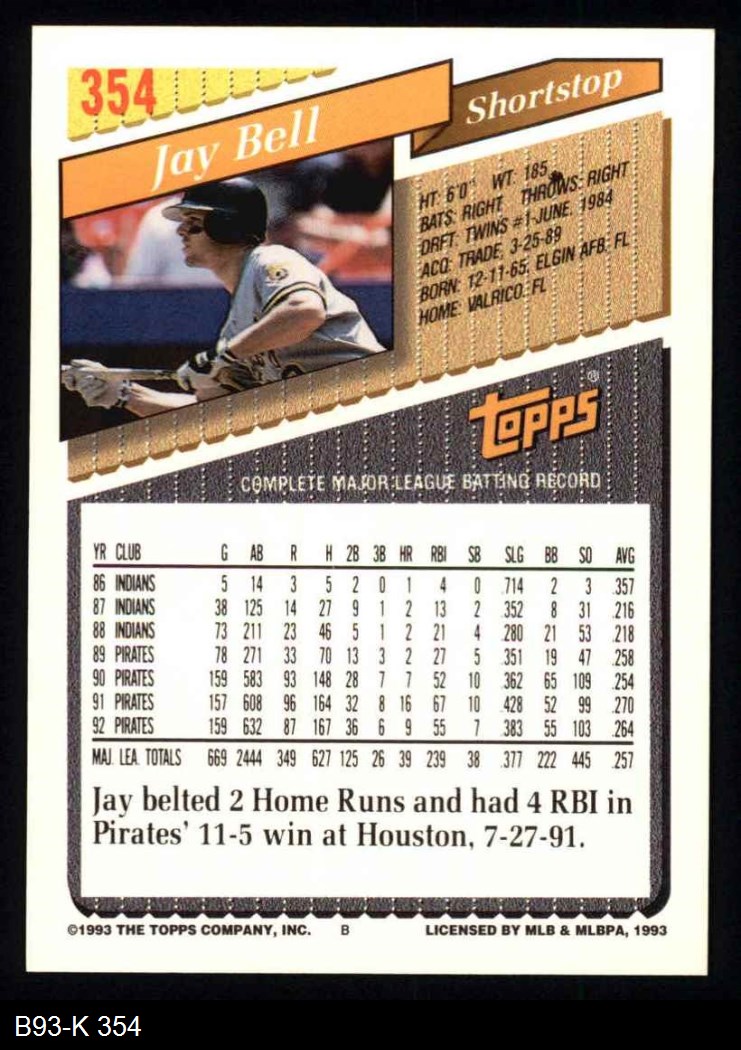 354
Jay Bell
Shortstop
HT: 6'0" WT: 185
BATS: RIGHT THROWS: RIGHT
DRFT: TWINS #1-JUNE, 1984
ACQ: TRADE, 3-25-89
BORN: 12-11-65, ELGIN AFB, FL
HOME: VALRICO, FL
Topps®
COMPLETE MAJOR LEAGUE BATTING RECORD
YR CLUB G AB R H 2B 3B HR RBI SB SLG BB SO AVG
86 INDIANS 5 14 3 5 2 0 1 4 0 .714 2 3 .357
87 INDIANS 38 125 14 27 9 1 2 13 2 .352 8 31 .216
88 INDIANS 73 211 23 46 5 1 2 21 4 .280 21 53 .218
89 PIRATES 78 271 33 70 13 3 2 27 5 .351 19 47 .258
90 PIRATES 159 583 93 148 28 7 7 52 10 .362 65 109 .254
91 PIRATES 157 608 96 164 32 8 16 67 10 .428 52 99 .270
92 PIRATES 159 632 87 167 36 6 9 55 7 .383 55 103 .264
MAJ. LEA. TOTALS 669 2444 349 627 125 26 39 239 38 .377 222 445 .257
Jay belted 2 Home Runs and had 4 RBI in
Pirates' 11-5 win at Houston, 7-27-91.
©1993 THE TOPPS COMPANY, INC. B LICENSED BY MLB & MLBPA, 1993
B93-K 354